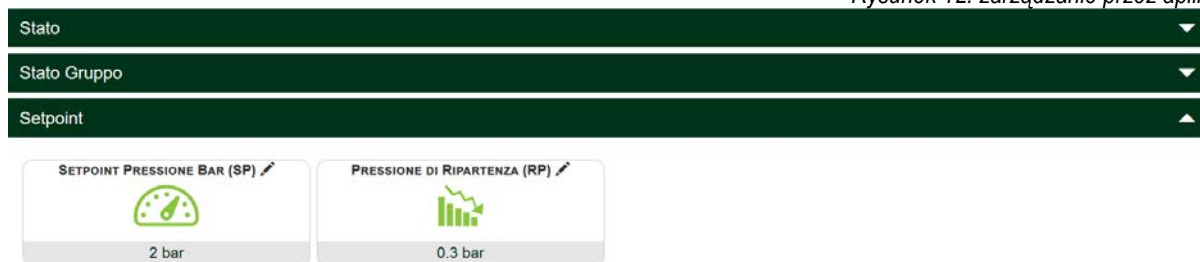 Rysunek 12: zarządzanie przez apli
Stato
Stato Gruppo
Setpoint
SETPOINT PRESSIONE BAR (SP)
PRESSIONE DI RIPARTENZA (RP)
2 bar
0.3 bar